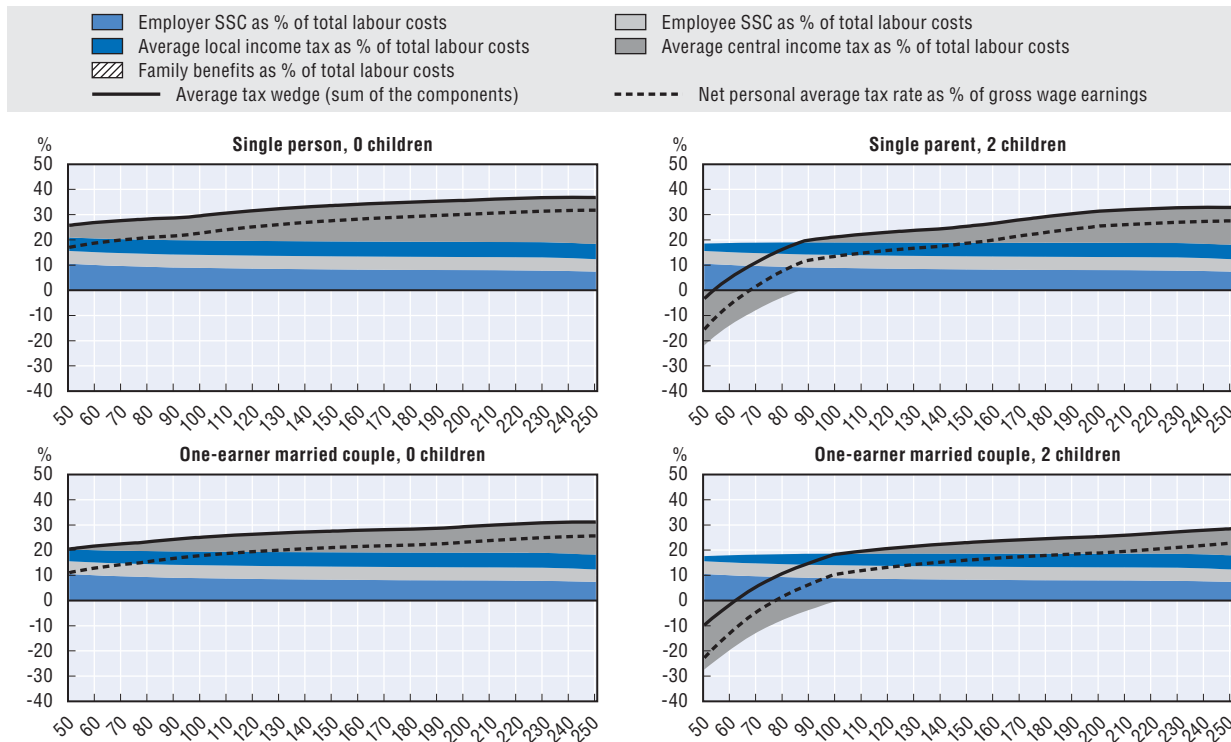 Employer SSC as % of total labour costs
Employee SSC as % of total labour costs
Average local income tax as % of total labour costs
Average central income tax as % of total labour costs
Family benefits as % of total labour costs
Average tax wedge (sum of the components)
Net personal average tax rate as % of gross wage earnings
%
Single person, 0 children
50
40
30
20
10
0
-10
-20
-30
-40
50 60 70 80 90 100 110 120 130 140 150 160 170 180 190 200 210 220 230 240 250
%
Single parent, 2 children
50
40
30
20
10
0
-10
-20
-30
-40
50 60 70 80 90 100 110 120 130 140 150 160 170 180 190 200 210 220 230 240 250
%
One-earner married couple, 0 children
50
40
30
20
10
0
-10
-20
-30
-40
50 60 70 80 90 100 110 120 130 140 150 160 170 180 190 200 210 220 230 240 250
%
One-earner married couple, 2 children
50
40
30
20
10
0
-10
-20
-30
-40
50 60 70 80 90 100 110 120 130 140 150 160 170 180 190 200 210 220 230 240 250